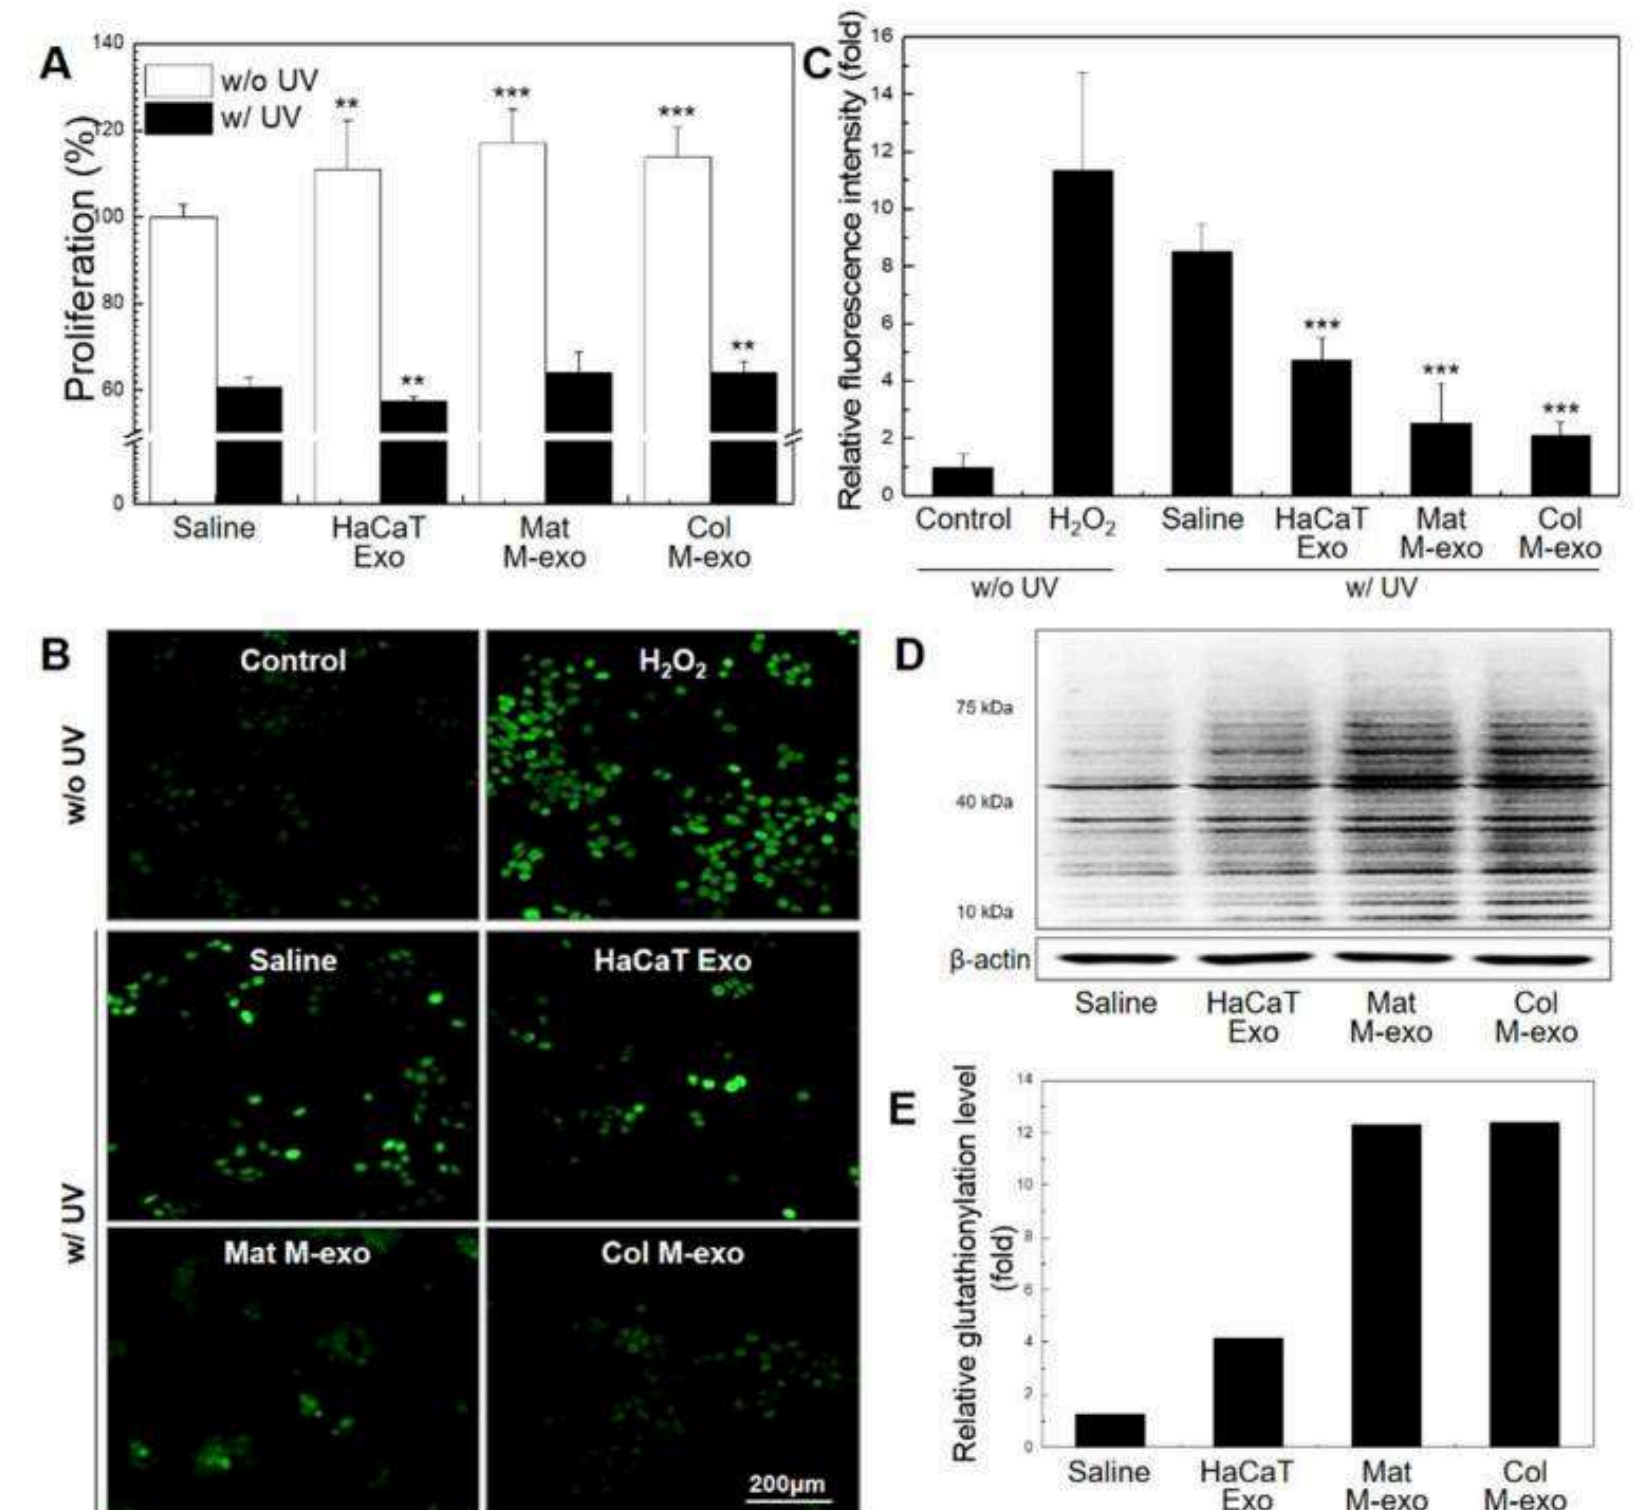 A
140
120
100
80
60
0
Proliferation (%)
w/o UV
w/ UV
**
***
***
**
**
Saline
HaCaT
Exo
Mat
M-exo
Col
M-exo
C
Relative fluorescence intensity (fold)
16
14
12
10
8
6
4
2
0
***
***
***
Control
H₂O₂
Saline
HaCaT
Exo
Mat
M-exo
Col
M-exo
w/o UV
w/ UV
B
w/o UV
Control
H₂O₂
w/ UV
Saline
HaCaT Exo
Mat M-exo
Col M-exo
200μm
D
75 kDa
40 kDa
10 kDa
β-actin
Saline
HaCaT
Exo
Mat
M-exo
Col
M-exo
E
Relative glutathionylation level
(fold)
14
12
10
8
6
4
2
0
Saline
HaCaT
Exo
Mat
M-exo
Col
M-exo